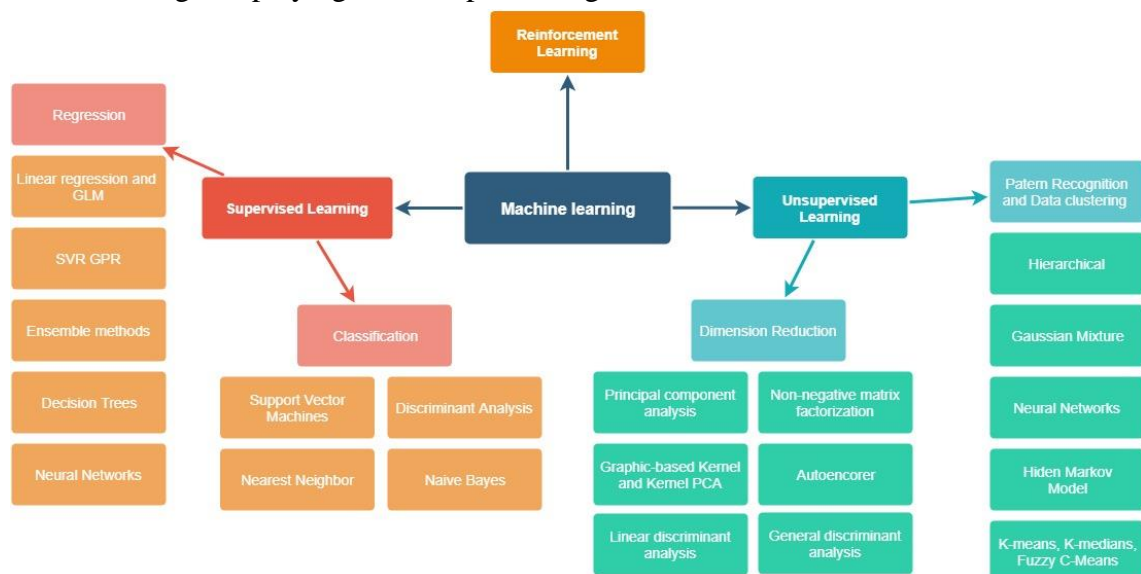 Reinforcement
Learning
Regression
Linear regression and
GLM
SVR GPR
Ensemble methods
Decision Trees
Neural Networks
Supervised Learning
Machine learning
Unsupervised
Learning
Classification
Support Vector
Machines
Discriminant Analysis
Nearest Neighbor
Naive Bayes
Dimension Reduction
Principal component
analysis
Non-negative matrix
factorization
Graphic-based Kernel
and Kernel PCA
Autoencorer
Linear discriminant
analysis
General discriminant
analysis
Patern Recognition
and Data clustering
Hierarchical
Gaussian Mixture
Neural Networks
Hiden Markov
Model
K-means, K-medians,
Fuzzy C-Means